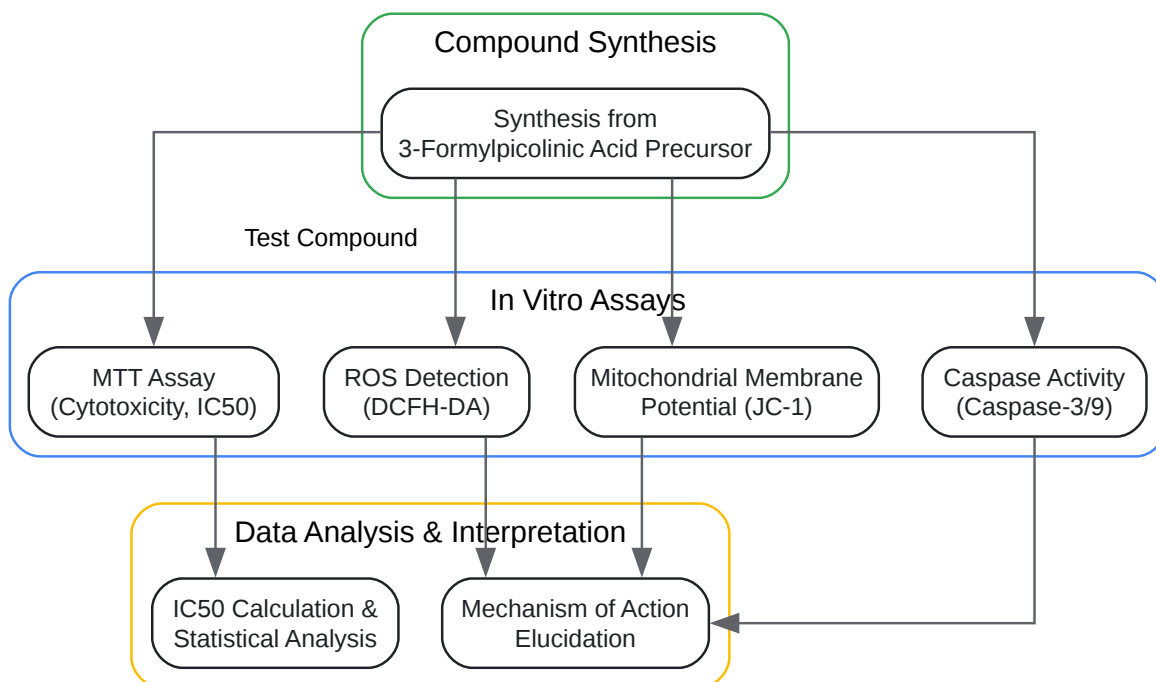 Compound Synthesis
Synthesis from
3-Formylpicolinic Acid Precursor
Test Compound
In Vitro Assays
MTT Assay
(Cytotoxicity, IC50)
ROS Detection
(DCFH-DA)
Mitochondrial Membrane
Potential (JC-1)
Caspase Activity
(Caspase-3/9)
Data Analysis & Interpretation
IC50 Calculation &
Statistical Analysis
Mechanism of Action
Elucidation